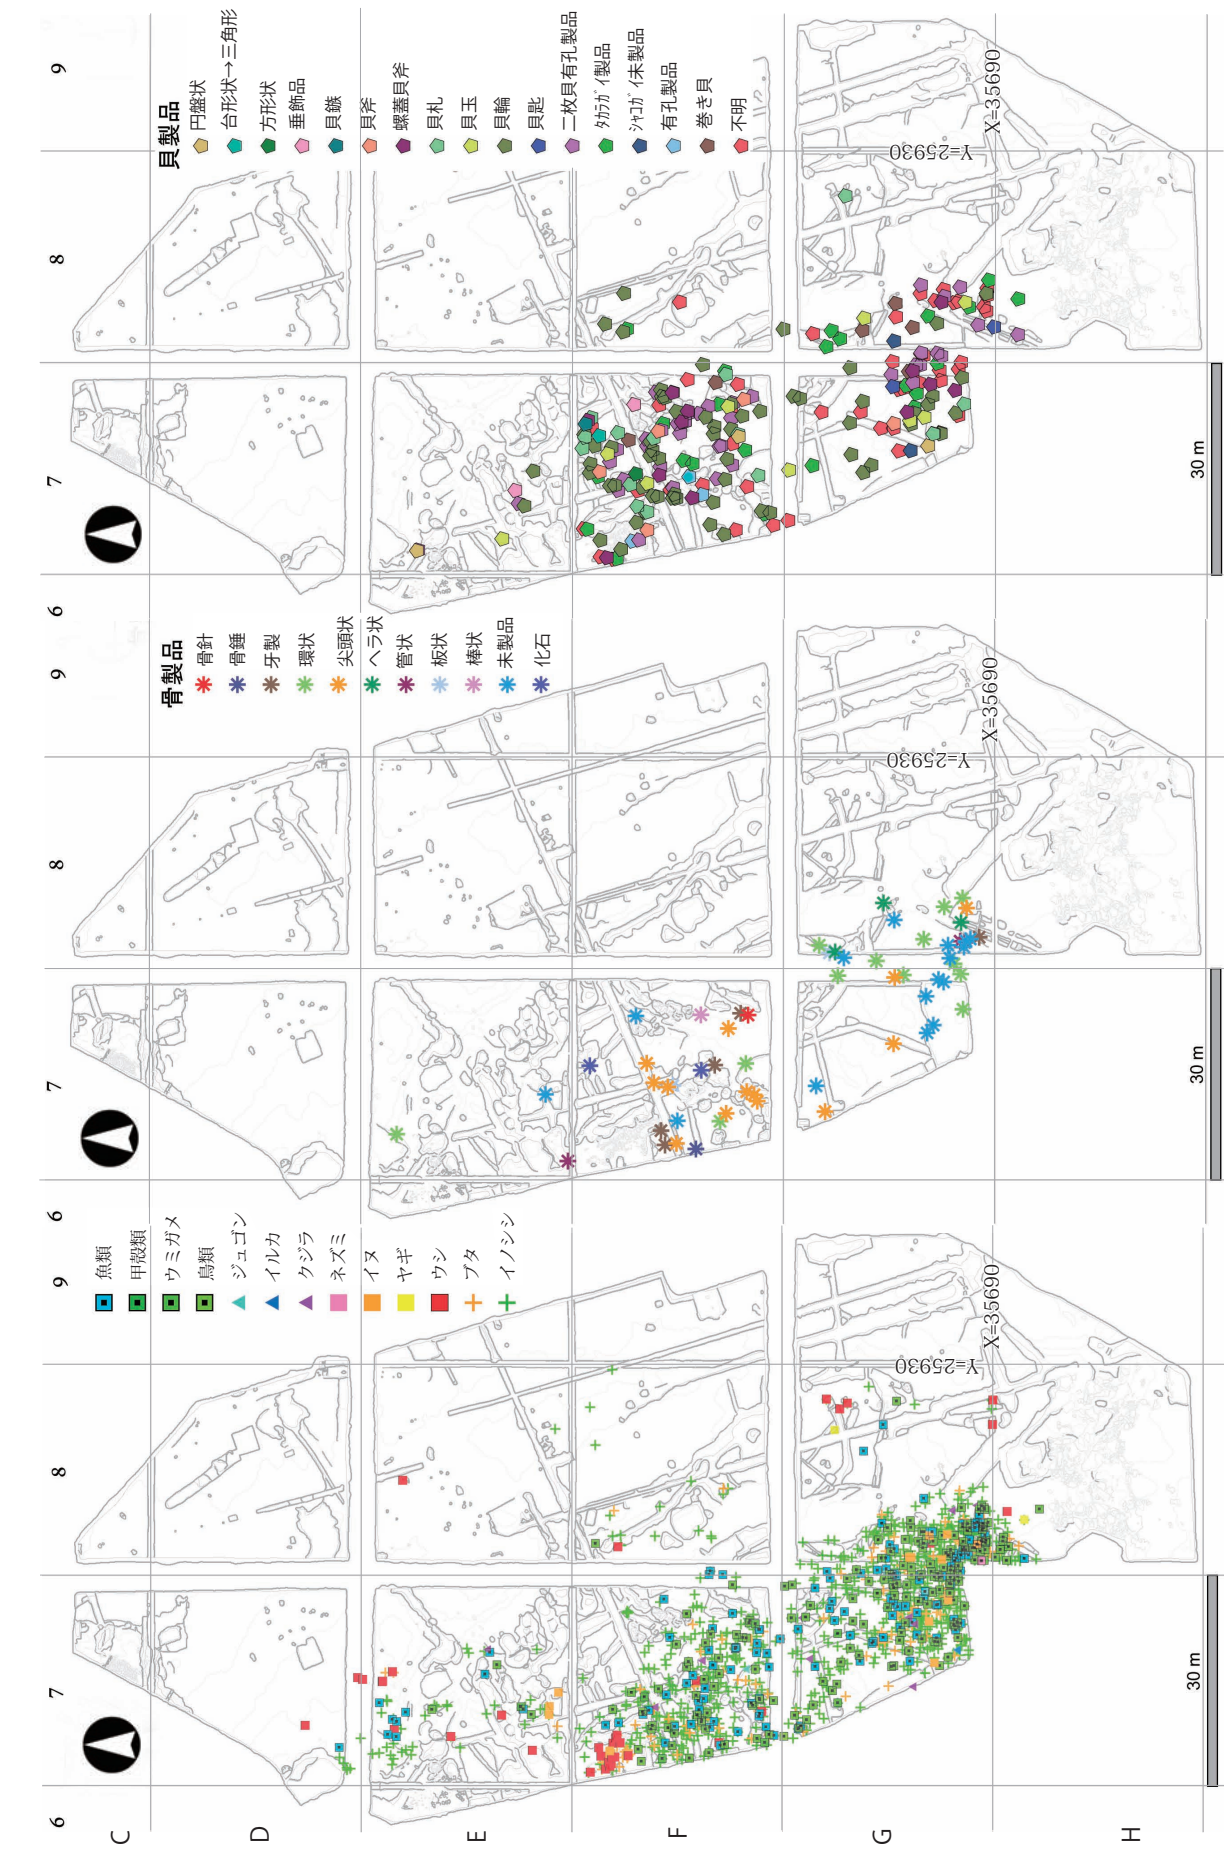 6
7
8
9
C
D
E
F
G
H
魚類
甲殻類
ウミガメ
鳥類
ジュゴン
イルカ
クジラ
ネズミ
イヌ
ヤギ
ウシ
ブタ
イノシシ
Y=25930
X=35690
30 m
6
7
8
9
骨製品
骨針
骨錘
牙製
環状
尖頭状
ヘラ状
管状
板状
棒状
未製品
化石
Y=25930
X=35690
30 m
6
7
8
9
貝製品
円盤状
台形状→三角形
方形状
垂飾品
貝鏃
貝斧
螺蓋貝斧
貝札
貝玉
貝輪
貝匙
二枚貝有孔製品
ﾀｶﾗｶﾞｲ製品
ｼｬｺｶﾞｲ未製品
有孔製品
巻き貝
不明
Y=25930
X=35690
30 m